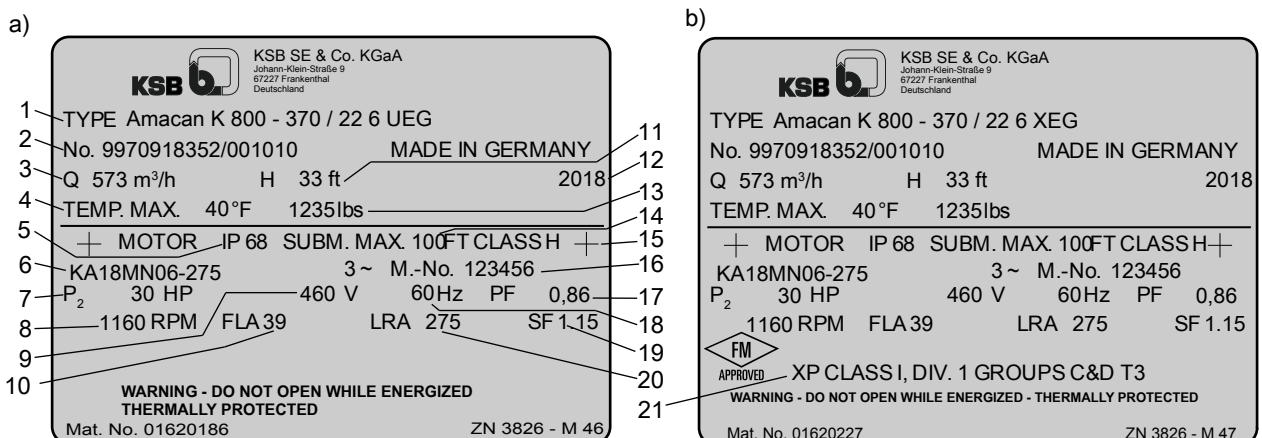 a)
KSB
KSB SE & Co. KGaA
Johann-Klein-Straße 9
67227 Frankenthal
Deutschland
1
TYPE Amacan K 800 - 370 / 22 6 UEG
2
No. 9970918352/001010 MADE IN GERMANY
11
3
Q 573 m³/h H 33 ft 2018
12
4
TEMP. MAX. 40°F 1235lbs
13
14
5
MOTOR IP 68 SUBM. MAX. 100FT CLASS H
15
6
KA18MN06-275 3~ M.-No. 123456
16
7
P₂ 30 HP 460 V 60Hz PF 0,86
17
8
1160 RPM FLA39 LRA 275 SF1.15
18
9
19
10
20
WARNING - DO NOT OPEN WHILE ENERGIZED
THERMALLY PROTECTED
Mat. No. 01620186 ZN 3826 - M 46
b)
KSB
KSB SE & Co. KGaA
Johann-Klein-Straße 9
67227 Frankenthal
Deutschland
TYPE Amacan K 800 - 370 / 22 6 XEG
No. 9970918352/001010 MADE IN GERMANY
Q 573 m³/h H 33 ft 2018
TEMP. MAX. 40°F 1235lbs
MOTOR IP 68 SUBM. MAX. 100FT CLASS H
KA18MN06-275 3~ M.-No. 123456
P₂ 30 HP 460 V 60Hz PF 0,86
1160 RPM FLA39 LRA 275 SF1.15
FM
APPROVED
XP CLASS I, DIV. 1 GROUPS C&D T3
21
WARNING - DO NOT OPEN WHILE ENERGIZED - THERMALLY PROTECTED
Mat. No. 01620227 ZN 3826 - M 47